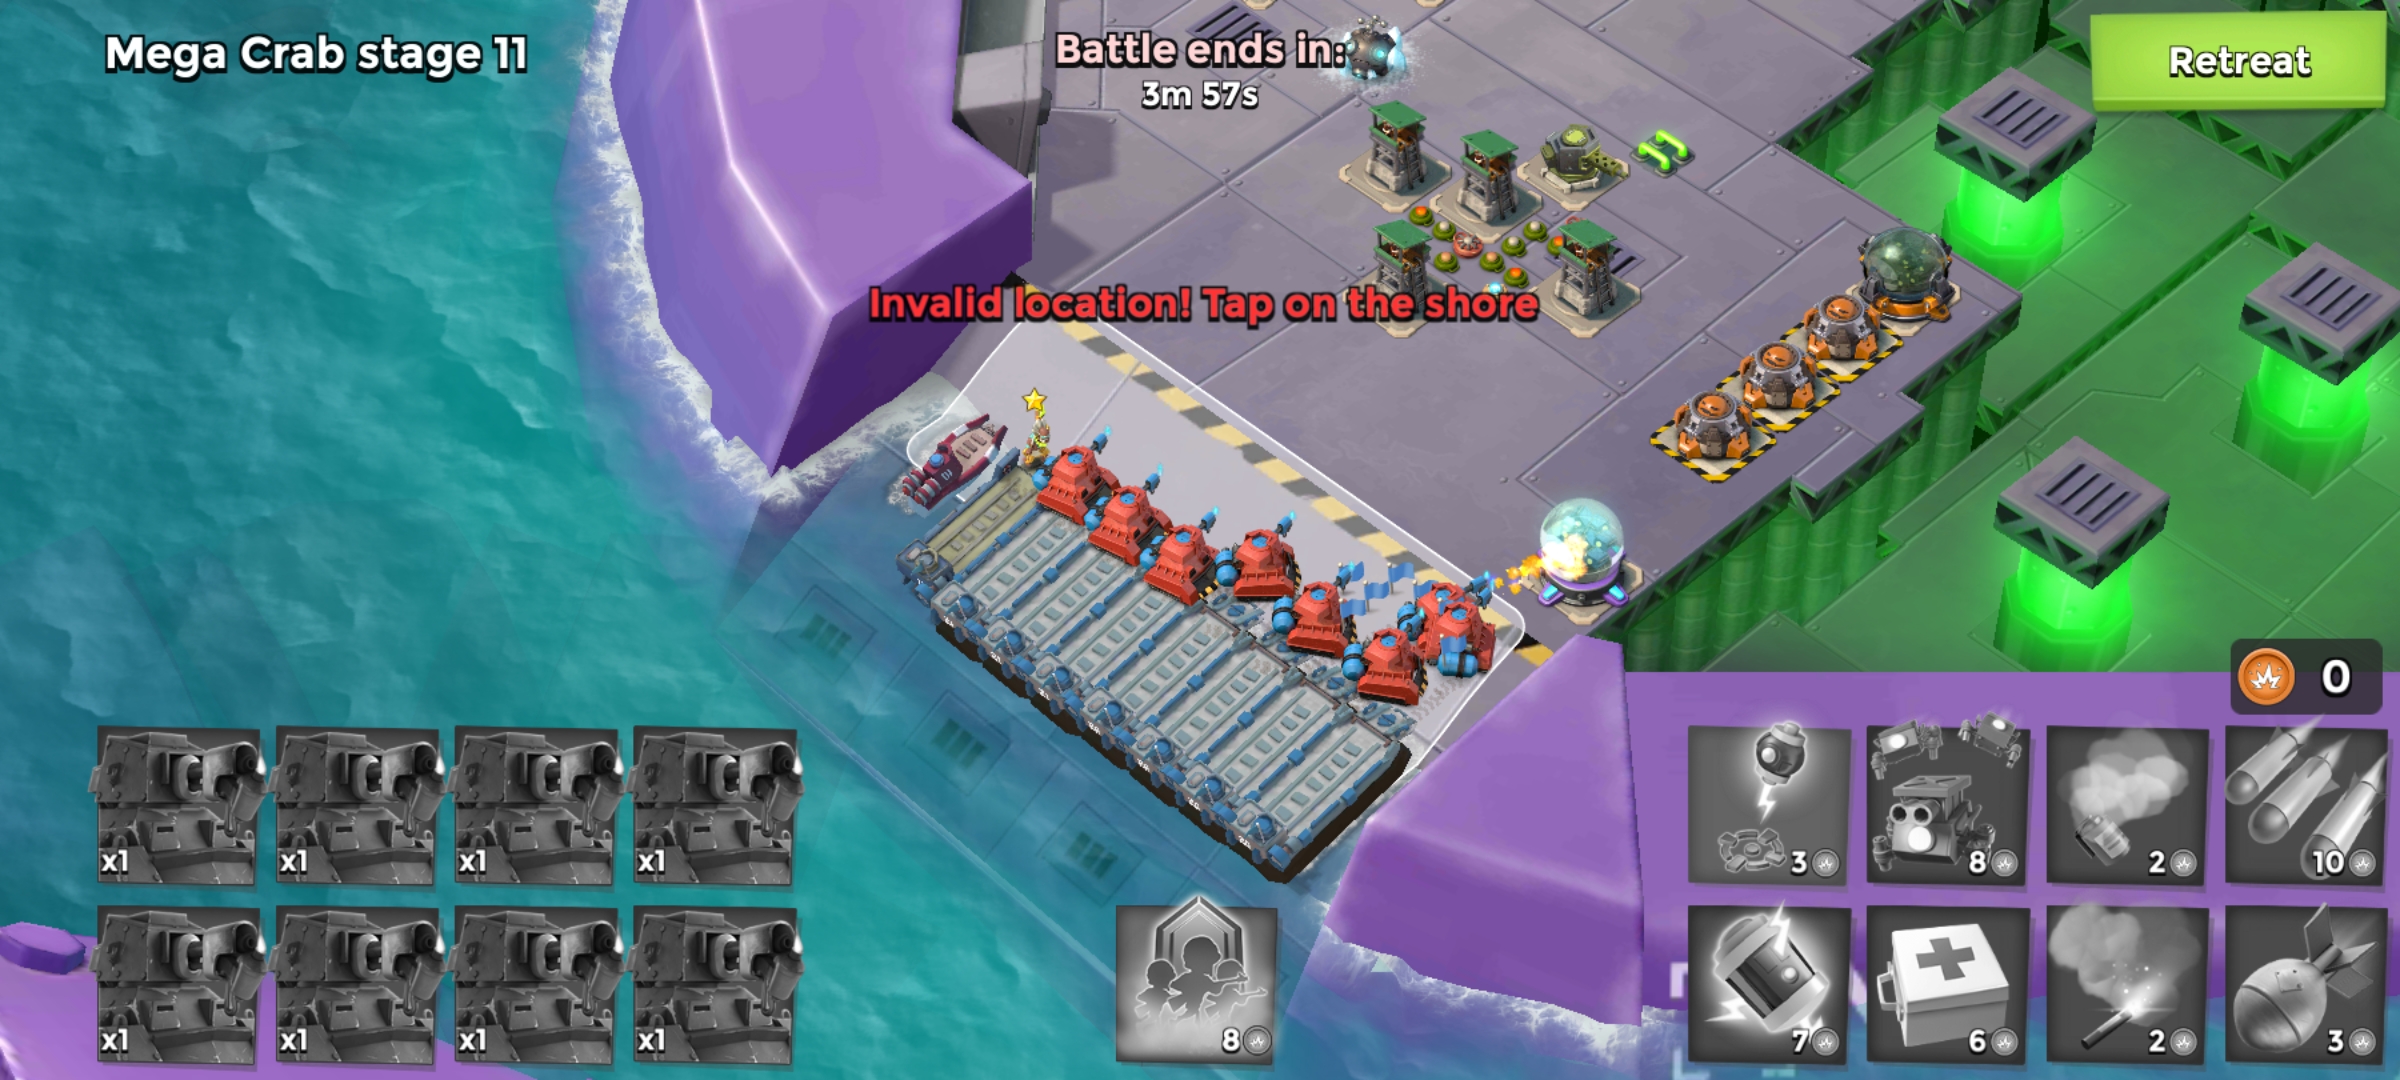 Mega Crab stage 11
Battle ends in:
3m 57s
Retreat
Invalid location! Tap on the shore
0
x1 x1 x1 x1
3 8 2 10
x1 x1 x1 x1
8
7 6 2 3